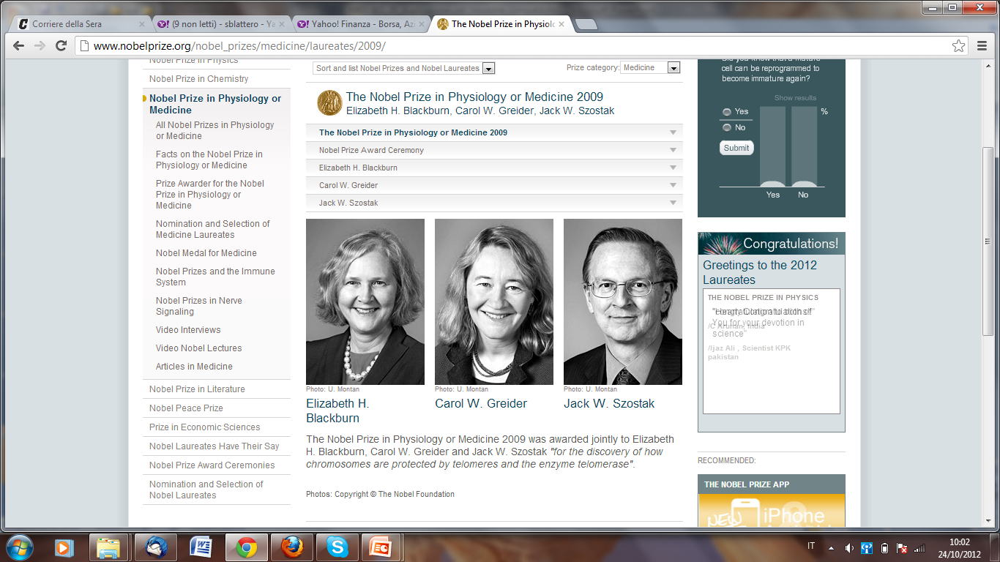 Corriere della Sera
(9 non letti) - sblattero - Ya
Yahoo! Finanza - Borsa, Azi
The Nobel Prize in Physiolo
www.nobelprize.org/nobel_prizes/medicine/laureates/2009/
Nobel Prize in Physics
Nobel Prize in Chemistry
Nobel Prize in Physiology or
Medicine
All Nobel Prizes in Physiology
or Medicine
Facts on the Nobel Prize in
Physiology or Medicine
Prize Awarder for the Nobel
Prize in Physiology or
Medicine
Nomination and Selection of
Medicine Laureates
Nobel Medal for Medicine
Nobel Prizes and the Immune
System
Nobel Prizes in Nerve
Signaling
Video Interviews
Video Nobel Lectures
Articles in Medicine
Nobel Prize in Literature
Nobel Peace Prize
Prize in Economic Sciences
Nobel Laureates Have Their Say
Nobel Prize Award Ceremonies
Nomination and Selection of
Nobel Laureates
Sort and list Nobel Prizes and Nobel Laureates
Prize category: Medicine
The Nobel Prize in Physiology or Medicine 2009
Elizabeth H. Blackburn, Carol W. Greider, Jack W. Szostak
The Nobel Prize in Physiology or Medicine 2009
Nobel Prize Award Ceremony
Elizabeth H. Blackburn
Carol W. Greider
Jack W. Szostak
Photo: U. Montan
Photo: U. Montan
Photo: U. Montan
Elizabeth H.
Blackburn
Carol W. Greider
Jack W. Szostak
The Nobel Prize in Physiology or Medicine 2009 was awarded jointly to Elizabeth
H. Blackburn, Carol W. Greider and Jack W. Szostak "for the discovery of how
chromosomes are protected by telomeres and the enzyme telomerase".
Photos: Copyright © The Nobel Foundation
Did you know that a mature
cell can be reprogrammed to
become immature again?
Show results
Yes
No
%
Submit
Yes
No
Congratulations!
Greetings to the 2012
Laureates
THE NOBEL PRIZE IN PHYSICS
You for your devotion in
science"
/Ijaz Ali , Scientist KPK
pakistan
RECOMMENDED:
THE NOBEL PRIZE APP
NEW
iPhone
IT
10:02
24/10/2012